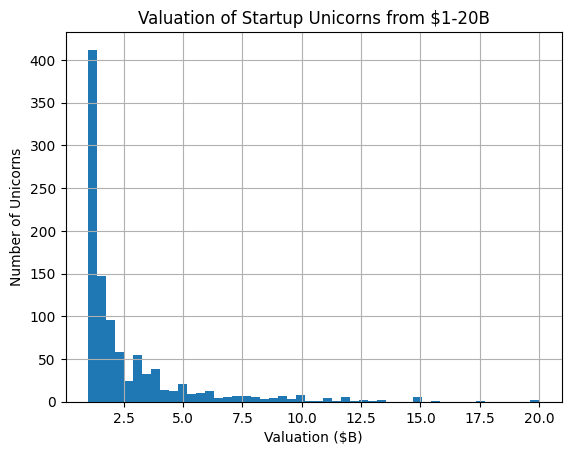 Valuation of Startup Unicorns from $1-20B
Number of Unicorns
400
350
300
250
200
150
100
50
0
2.5 5.0 7.5 10.0 12.5 15.0 17.5 20.0
Valuation ($B)